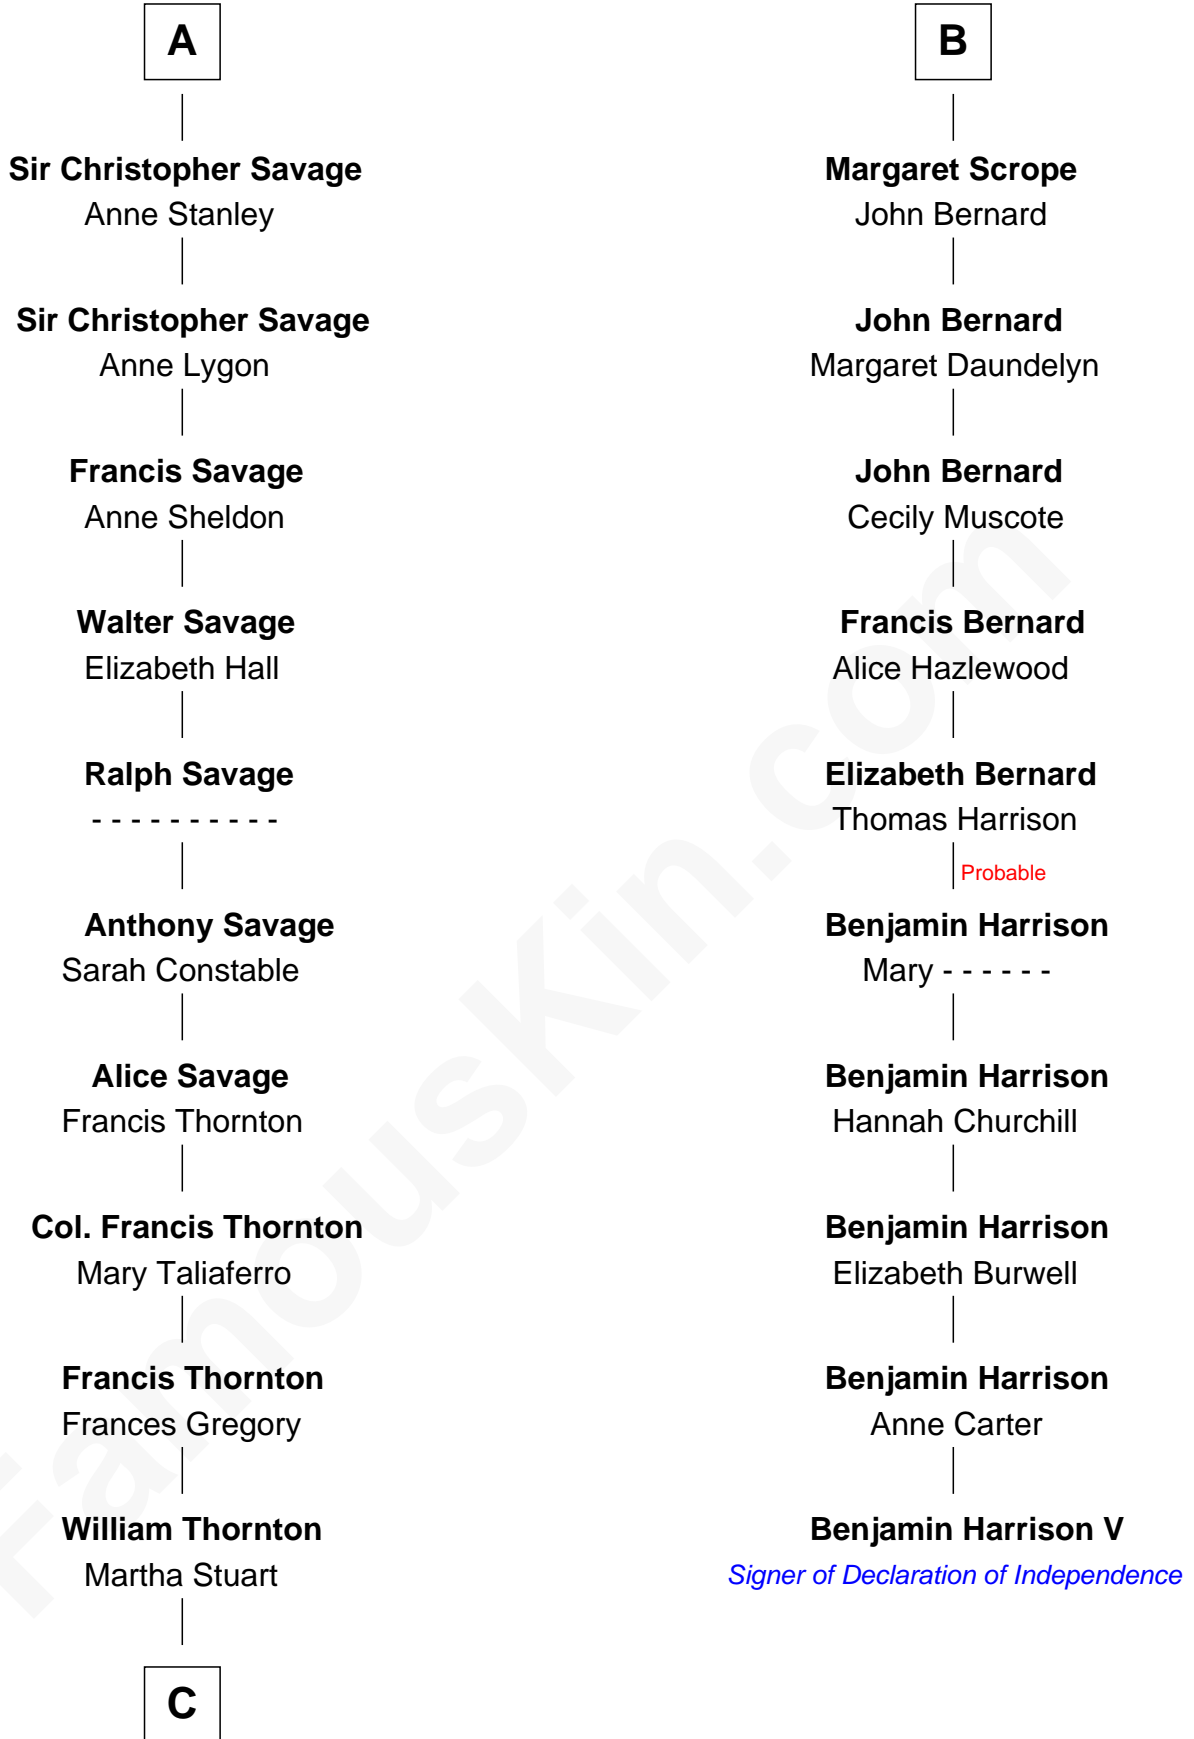 A
Sir Christopher Savage
Anne Stanley
Sir Christopher Savage
Anne Lygon
Francis Savage
Anne Sheldon
Walter Savage
Elizabeth Hall
Ralph Savage
- - - - - - - - - -
Anthony Savage
Sarah Constable
Alice Savage
Francis Thornton
Col. Francis Thornton
Mary Taliaferro
Francis Thornton
Frances Gregory
William Thornton
Martha Stuart
C
B
Margaret Scrope
John Bernard
John Bernard
Margaret Daundelyn
John Bernard
Cecily Muscote
Francis Bernard
Alice Hazlewood
Elizabeth Bernard
Thomas Harrison
Probable
Benjamin Harrison
Mary - - - - - -
Benjamin Harrison
Hannah Churchill
Benjamin Harrison
Elizabeth Burwell
Benjamin Harrison
Anne Carter
Benjamin Harrison V
Signer of Declaration of Independence
FamousKin.com